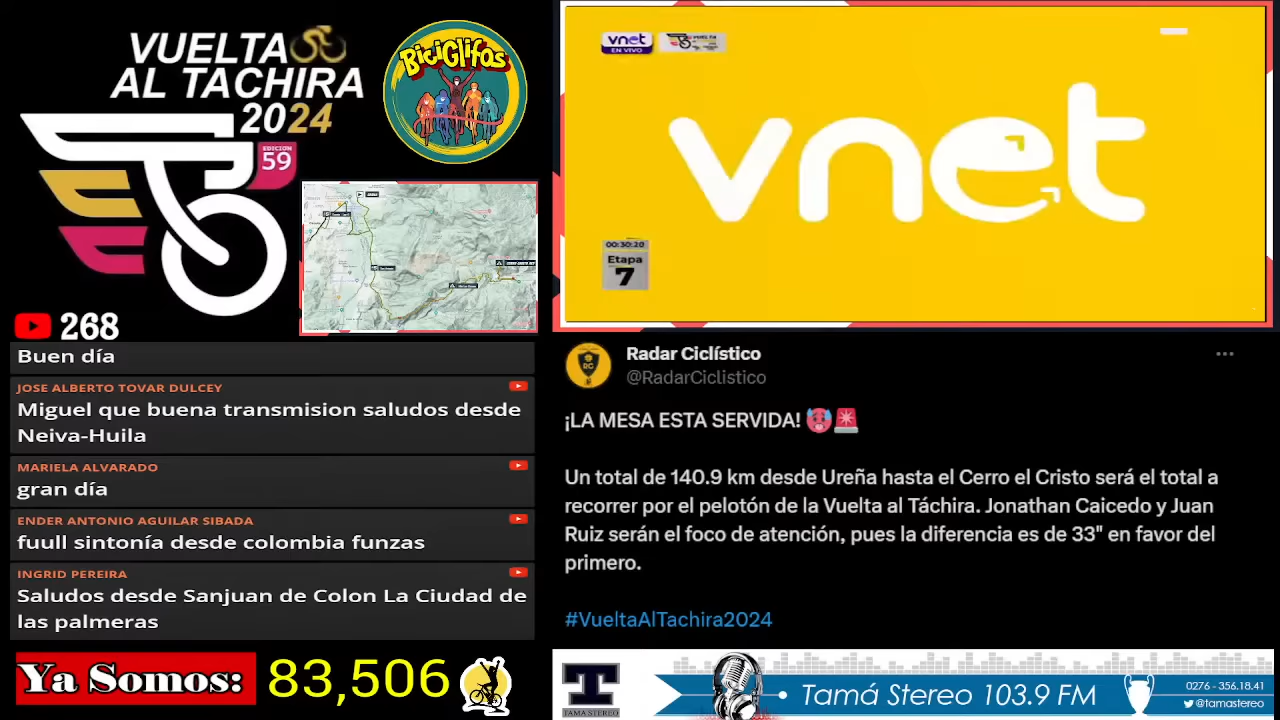 VUELTA
AL TACHIRA
2024
EDICION
59
BiciGlifos
268
Buen día
JOSE ALBERTO TOVAR DULCEY
Miguel que buena transmision saludos desde
Neiva-Huila
MARIELA ALVARADO
gran día
ENDER ANTONIO AGUILAR SIBADA
fuull sintonía desde colombia funzas
INGRID PEREIRA
Saludos desde Sanjuan de Colon La Ciudad de
las palmeras
Ya Somos: 83,506
vnet
EN VIVO
vnet
00:30:20
Etapa
7
Radar Ciclístico
@RadarCiclistico
¡LA MESA ESTA SERVIDA! 🥵🚨
Un total de 140.9 km desde Ureña hasta el Cerro el Cristo será el total a
recorrer por el pelotón de la Vuelta al Táchira. Jonathan Caicedo y Juan
Ruiz serán el foco de atención, pues la diferencia es de 33" en favor del
primero.
#VueltaAlTachira2024
T
TAMA STEREO
Tamá Stereo 103.9 FM
0276 - 356.18.41
@tamastereo